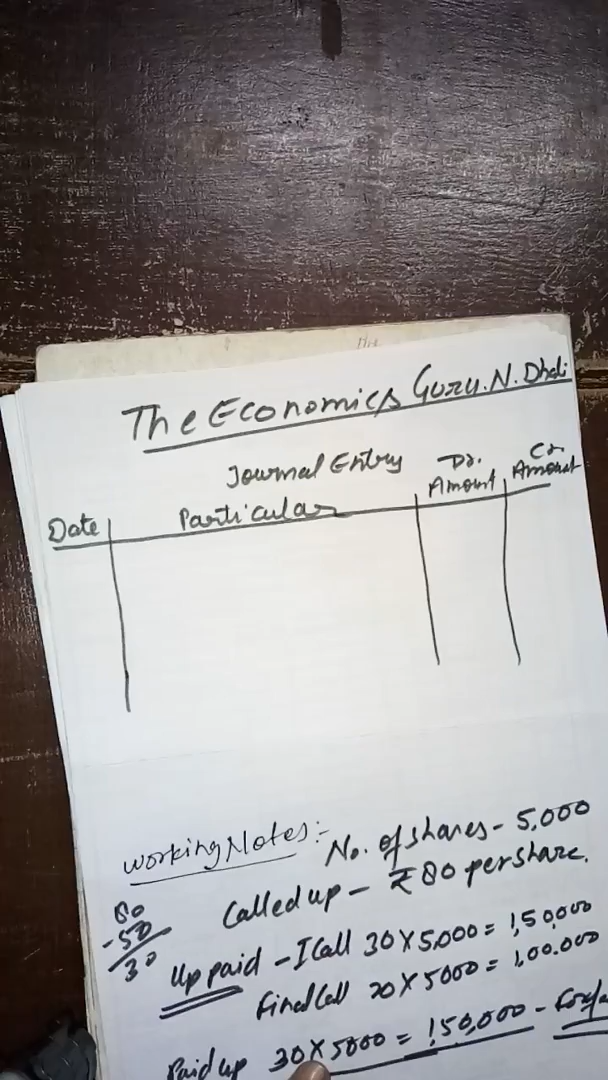 The Economics Guru. N. Dhali
Journal Entry
Date Particular Dr. Amount Cr. Amount
Working Notes:-
No. of shares - 5,000
Called up - ₹ 80 per share.
80
- 50
30
Up paid - I Call 30 X 5,000 = 1,50,000
Final Call 20 X 5000 = 1,00.000
Paid up 30 X 5000 = 1,50,000 -